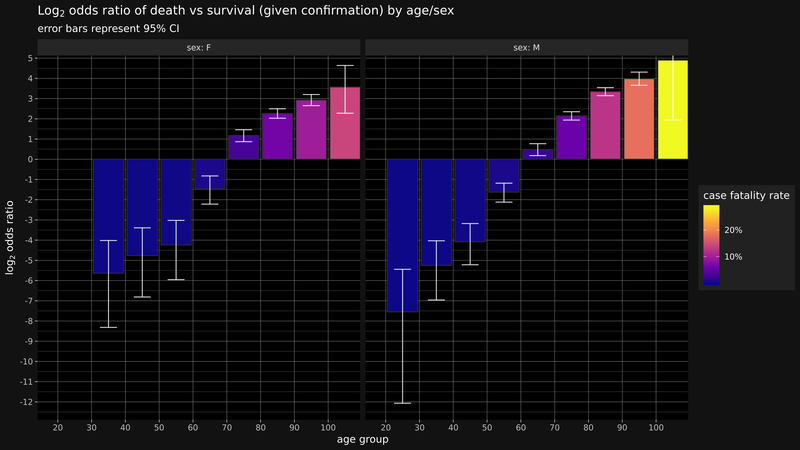 Log2 odds ratio of death vs survival (given confirmation) by age/sex
error bars represent 95% CI
sex: F
sex: M
5
4
3
2
1
0
-1
-2
-3
-4
-5
-6
-7
-8
-9
-10
-11
-12
log2 odds ratio
20 30 40 50 60 70 80 90 100
20 30 40 50 60 70 80 90 100
age group
case fatality rate
20%
10%